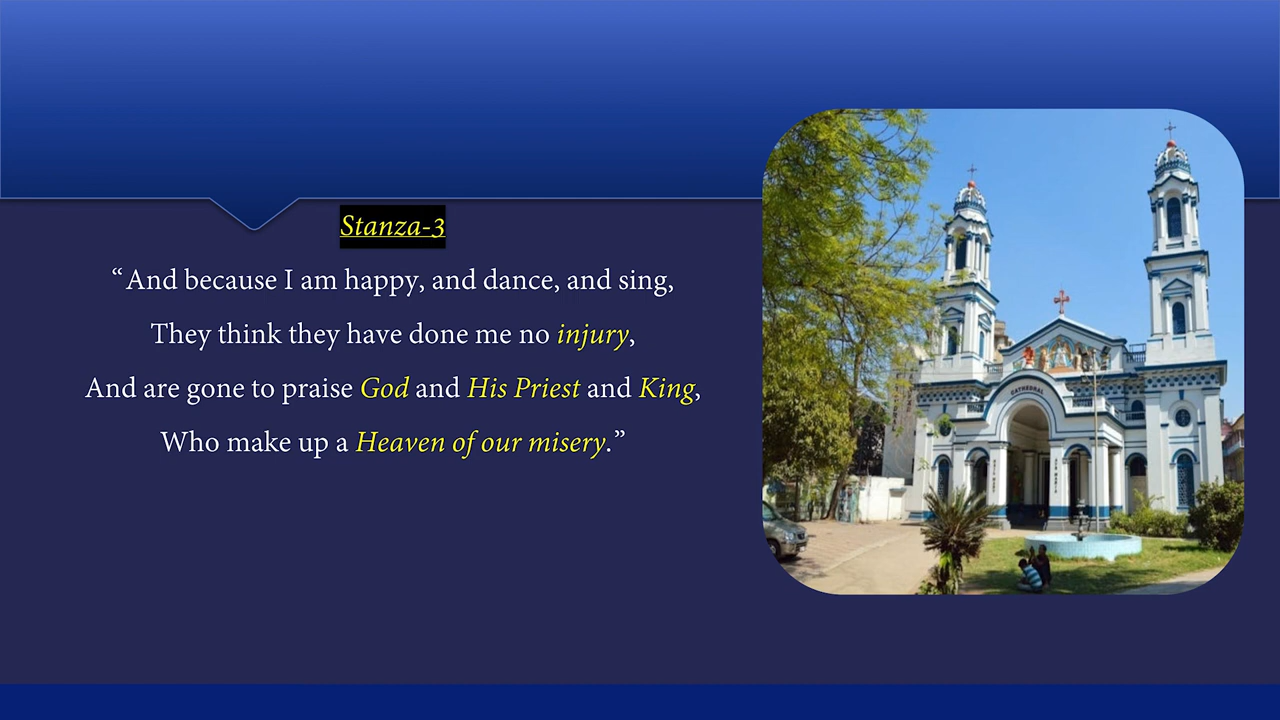 Stanza-3
“And because I am happy, and dance, and sing,
They think they have done me no injury,
And are gone to praise God and His Priest and King,
Who make up a Heaven of our misery.”
CATHEDRAL